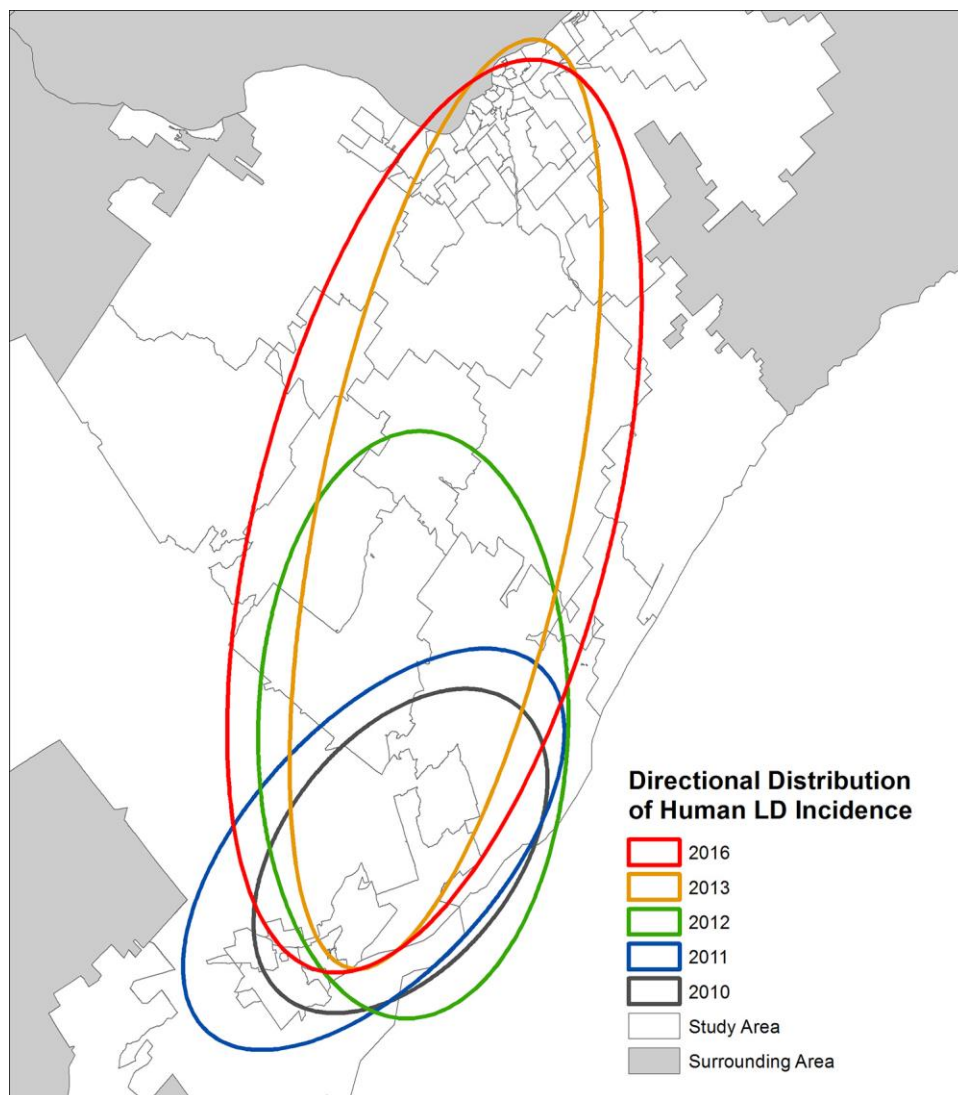 Directional Distribution
of Human LD Incidence
2016
2013
2012
2011
2010
Study Area
Surrounding Area